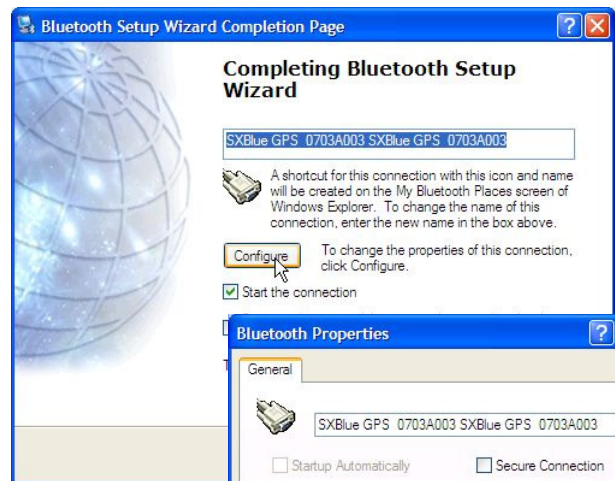 Bluetooth Setup Wizard Completion Page
Completing Bluetooth Setup
Wizard
SXBlue GPS 0703A003 SXBlue GPS 0703A003
A shortcut for this connection with this icon and name
will be created on the My Bluetooth Places screen of
Windows Explorer. To change the name of this
connection, enter the new name in the box above.
Configure
To change the properties of this connection,
click Configure.
Start the connection
Bluetooth Properties
General
SXBlue GPS 0703A003 SXBlue GPS 0703A003
Startup Automatically
Secure Connection